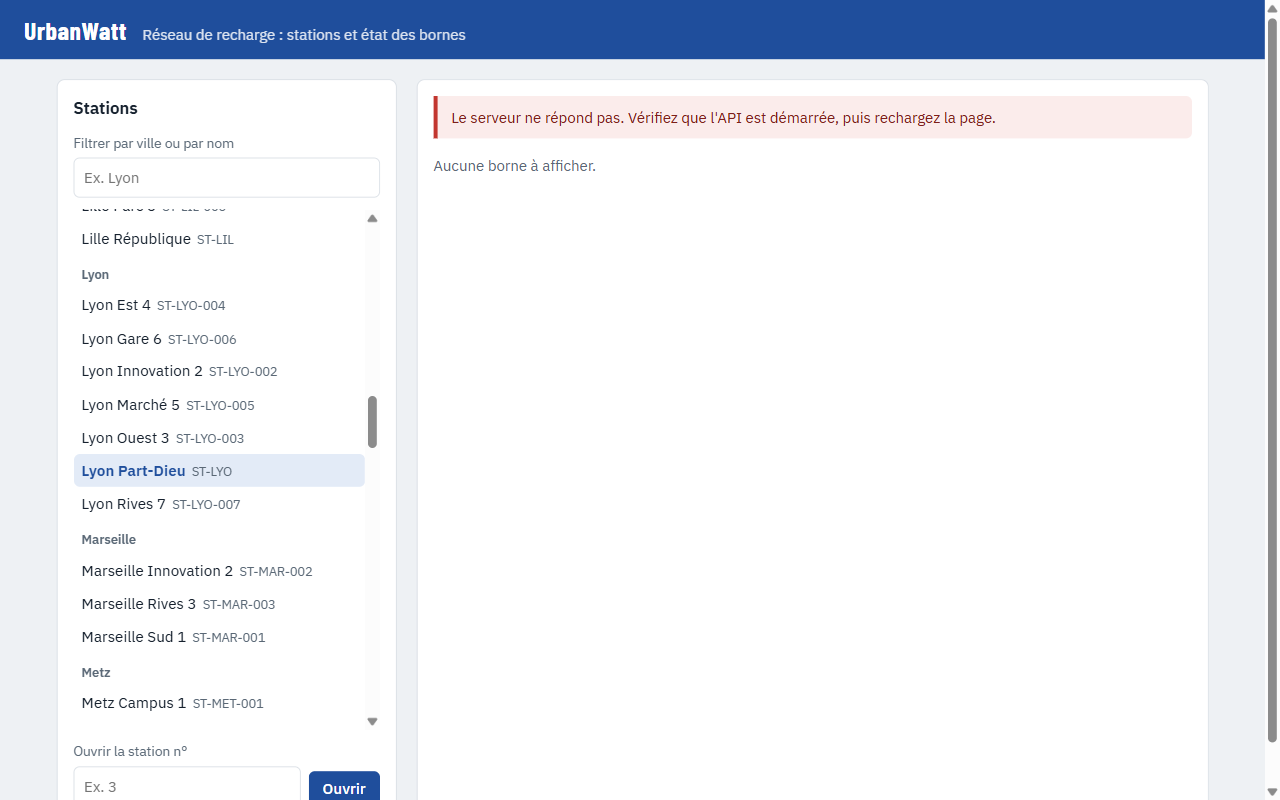 UrbanWatt
Réseau de recharge : stations et état des bornes
Stations
Filtrer par ville ou par nom
Ex. Lyon
Lille République ST-LIL
Lyon
Lyon Est 4 ST-LYO-004
Lyon Gare 6 ST-LYO-006
Lyon Innovation 2 ST-LYO-002
Lyon Marché 5 ST-LYO-005
Lyon Ouest 3 ST-LYO-003
Lyon Part-Dieu ST-LYO
Lyon Rives 7 ST-LYO-007
Marseille
Marseille Innovation 2 ST-MAR-002
Marseille Rives 3 ST-MAR-003
Marseille Sud 1 ST-MAR-001
Metz
Metz Campus 1 ST-MET-001
Ouvrir la station n°
Ex. 3
Ouvrir
Le serveur ne répond pas. Vérifiez que l'API est démarrée, puis rechargez la page.
Aucune borne à afficher.